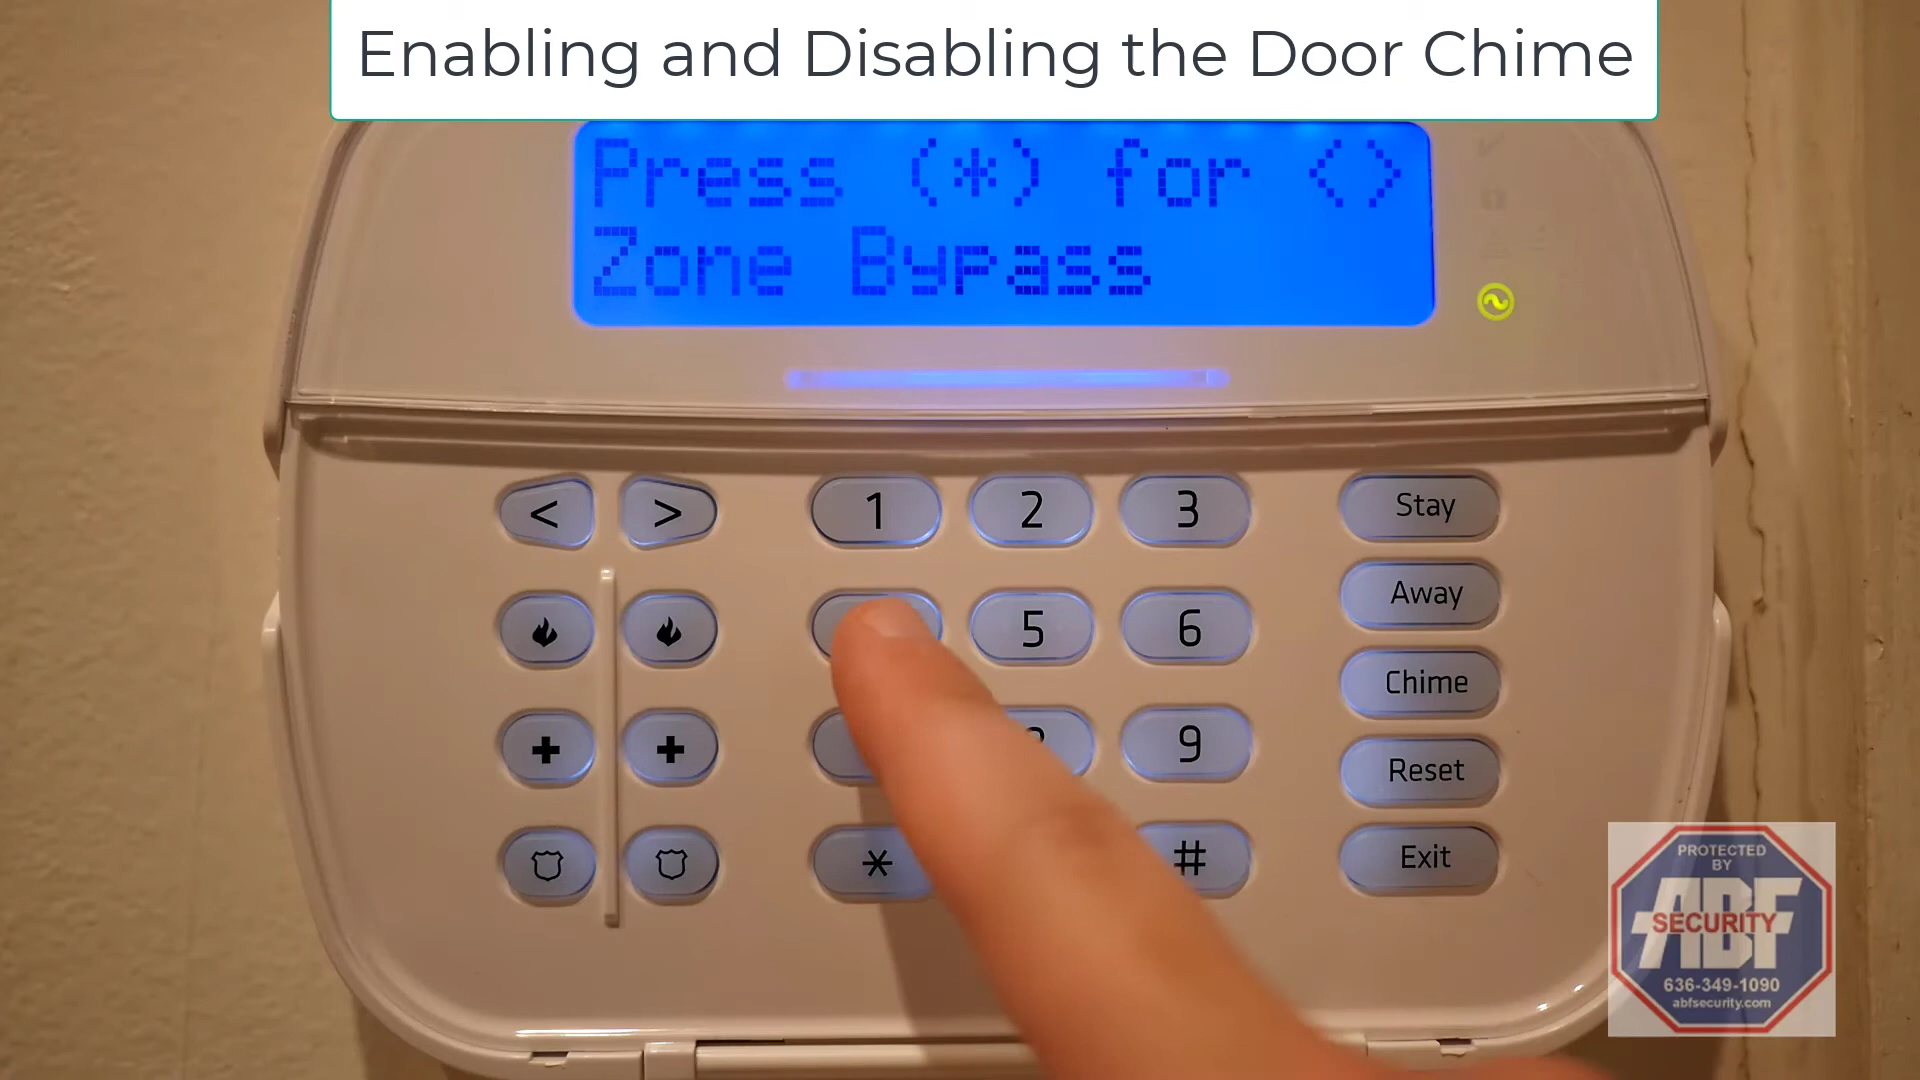 Enabling and Disabling the Door Chime
Press (*) for <>
Zone Bypass
< > 1 2 3 Stay
5 6 Away
Chime
9
Reset
* # Exit
PROTECTED
BY
ABF
SECURITY
636-349-1090
abfsecurity.com